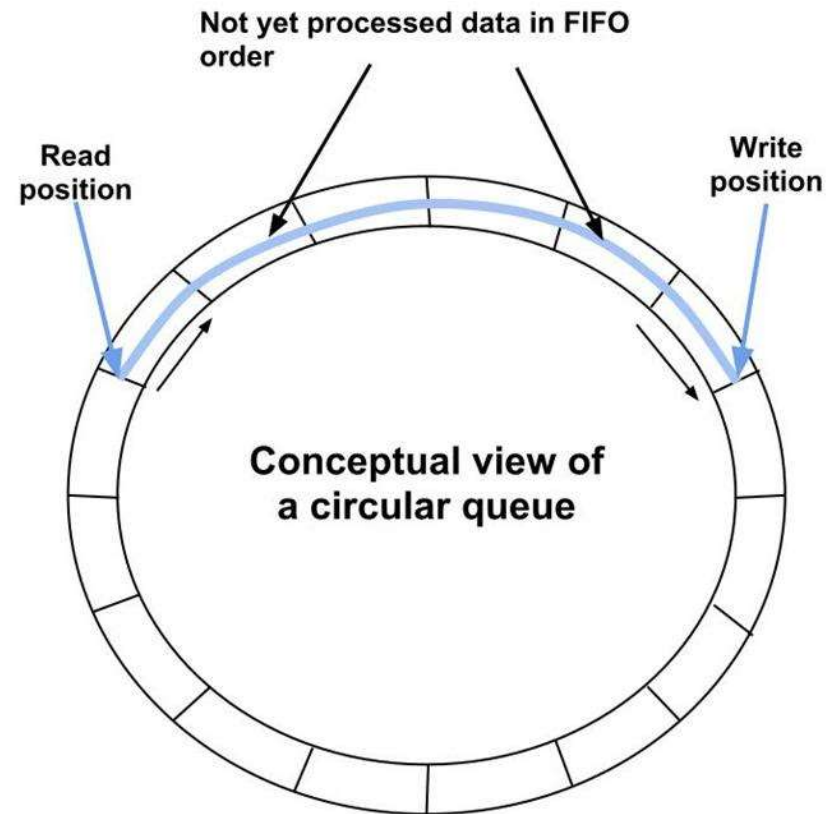 Not yet processed data in FIFO
order
Read
position
Write
position
Conceptual view of
a circular queue